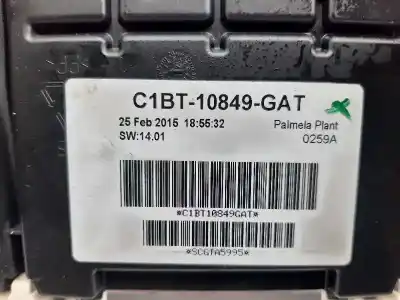 C1BT-10849-GAT
25 Feb 2015 18:55:32
Palmela Plant
SW:14.01
0259A
*C1BT10849GAT*
*SCGTA5995*